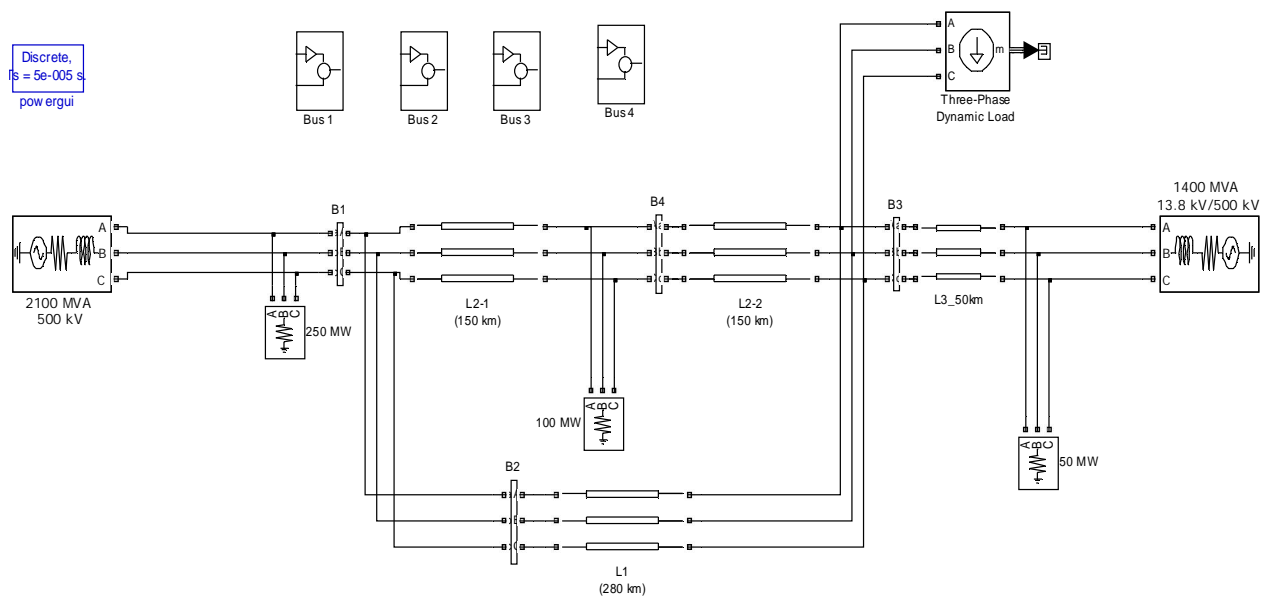 A
B
C
m
Three-Phase
Dynamic Load
Discrete,
s = 5e-005 s.
powergui
Bus 1
Bus 2
Bus 3
Bus 4
1400 MVA
13.8 kV/500 kV
B1
B4
B3
A
B
C
A
B
C
2100 MVA
500 kV
L2-1
(150 km)
L2-2
(150 km)
L3_50km
A B C
250 MW
A B C
100 MW
A B C
50 MW
B2
L1
(280 km)